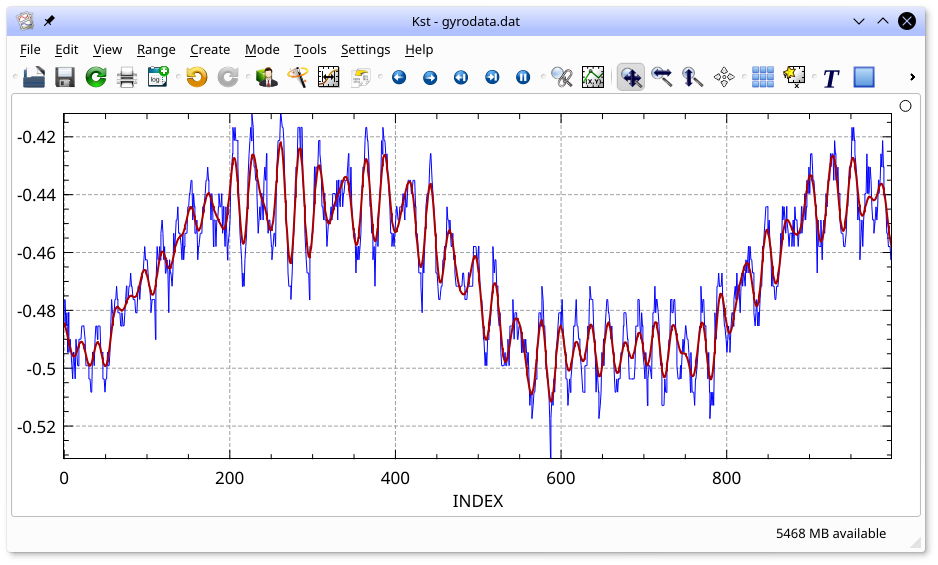 Kst - gyrodata.dat
File Edit View Range Create Mode Tools Settings Help
log (X,Y) T
-0.42
-0.44
-0.46
-0.48
-0.5
-0.52
0 200 400 600 800
INDEX
5468 MB available